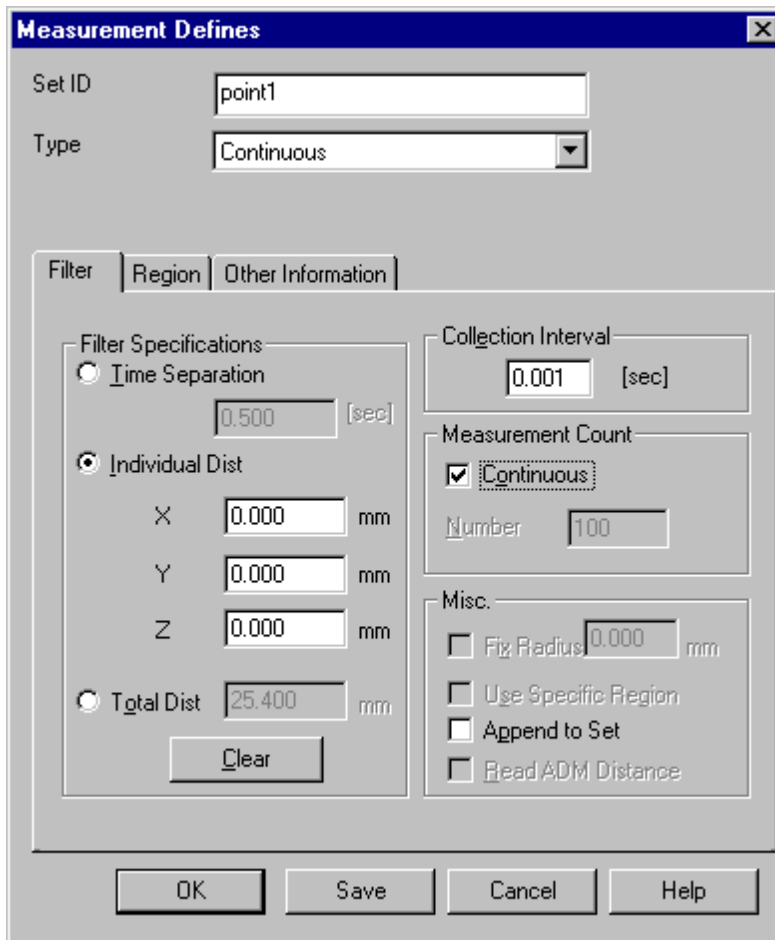 Measurement Defines
Set ID
point1
Type
Continuous
Filter
Region
Other Information
Filter Specifications
Time Separation
0.500 [sec]
Individual Dist
X 0.000 mm
Y 0.000 mm
Z 0.000 mm
Total Dist 25.400 mm
Clear
Collection Interval
0.001 [sec]
Measurement Count
Continuous
Number 100
Misc.
Fix Radius 0.000 mm
Use Specific Region
Append to Set
Read ADM Distance
OK
Save
Cancel
Help